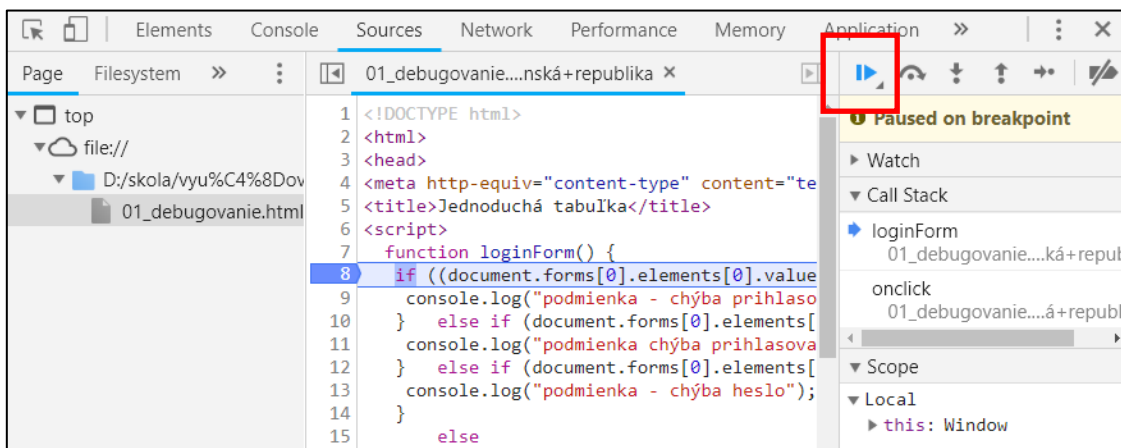 Elements Console Sources Network Performance Memory Application »
Page Filesystem »
01_debugovanie....nská+republika ×
top
file://
D:/skola/vyu%C4%8Dov
01_debugovanie.html
1 <!DOCTYPE html>
2 <html>
3 <head>
4 <meta http-equiv="content-type" content="te
5 <title>Jednoduchá tabuľka</title>
6 <script>
7 function loginForm() {
8 if ((document.forms[0].elements[0].value
9 console.log("podmienka - chýba prihlaso
10 } else if (document.forms[0].elements[
11 console.log("podmienka chýba prihlasova
12 } else if (document.forms[0].elements[
13 console.log("podmienka - chýba heslo");
14 }
15 else
Paused on breakpoint
Watch
Call Stack
loginForm
01_debugovanie....ká+republ
onclick
01_debugovanie....á+republ
Scope
Local
this: Window